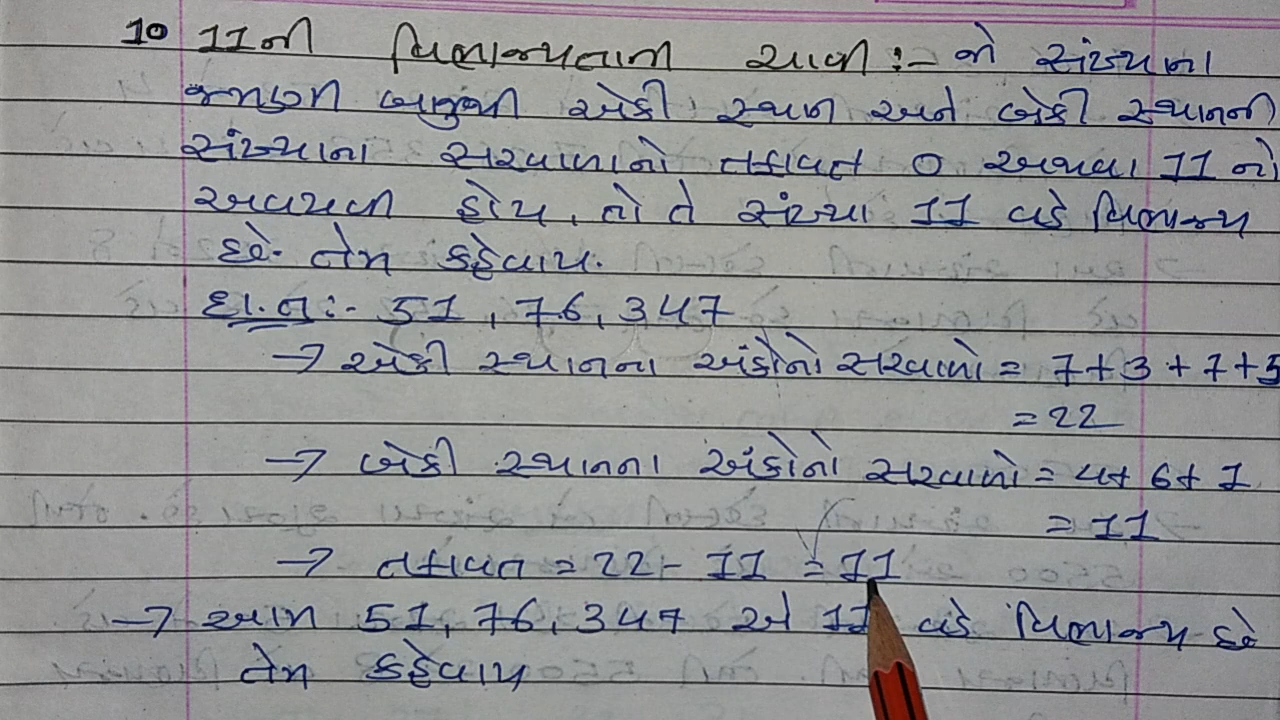 10 11ની વિભાજ્યતાની ચાવી :- જો સંખ્યાના
જમણી બાજુથી એકી સ્થાન અને બેકી સ્થાનની
સંખ્યાના સરવાળાનો તફાવત 0 અથવા 11 નો
અવયવી હોય, તો તે સંખ્યા 11 વડે વિભાજ્ય
છે. તેમ કહેવાય.
દા.ત :- 51, 76, 347
→ એકી સ્થાનના અંકોનો સરવાળો = 7+3+7+5
= 22
→ બેકી સ્થાનના અંકોનો સરવાળો = 4+ 6+ 1
= 11
→ તફાવત = 22 - 11 = 11
→ આમ 51, 76, 347 એ 11 વડે વિભાજ્ય છે
તેમ કહેવાય